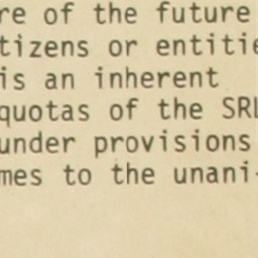 re of the future
tizens or entitie
is an inherent
quotas of the SRL
under provisions
mes to the unani-